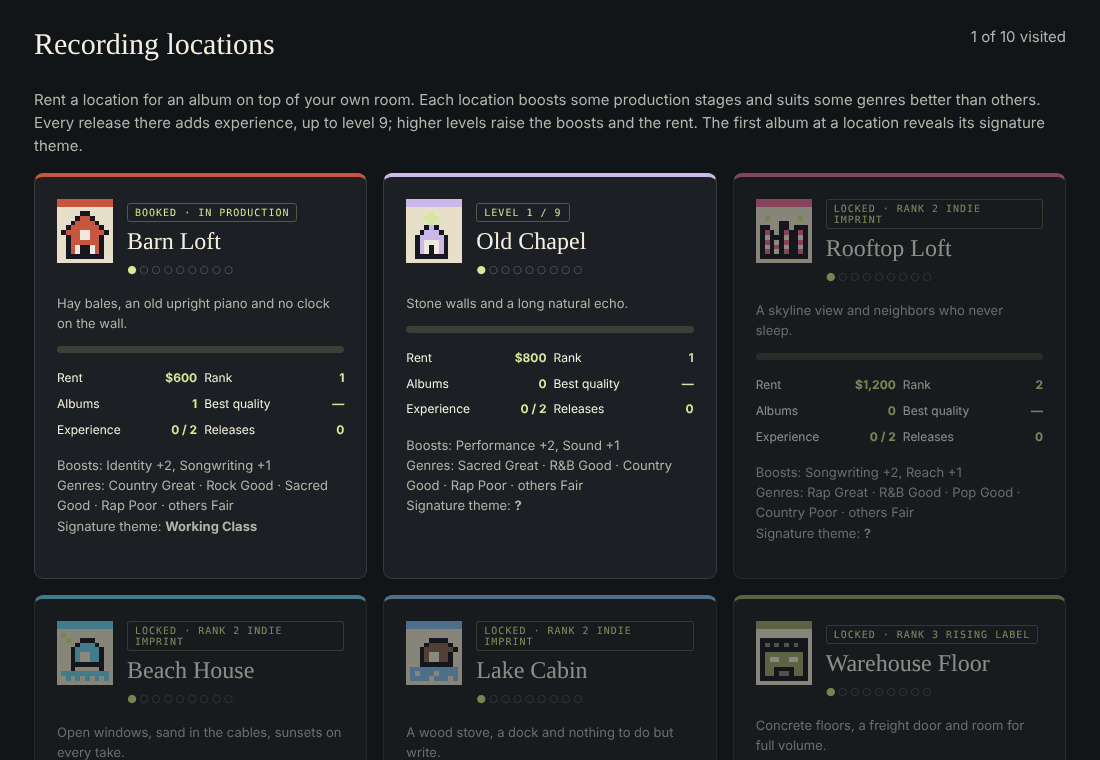 Recording locations
1 of 10 visited
Rent a location for an album on top of your own room. Each location boosts some production stages and suits some genres better than others.
Every release there adds experience, up to level 9; higher levels raise the boosts and the rent. The first album at a location reveals its signature
theme.
BOOKED · IN PRODUCTION
Barn Loft
Hay bales, an old upright piano and no clock
on the wall.
Rent $600 Rank 1
Albums 1 Best quality —
Experience 0 / 2 Releases 0
Boosts: Identity +2, Songwriting +1
Genres: Country Great · Rock Good · Sacred
Good · Rap Poor · others Fair
Signature theme: Working Class
LEVEL 1 / 9
Old Chapel
Stone walls and a long natural echo.
Rent $800 Rank 1
Albums 0 Best quality —
Experience 0 / 2 Releases 0
Boosts: Performance +2, Sound +1
Genres: Sacred Great · R&B Good · Country
Good · Rap Poor · others Fair
Signature theme: ?
LOCKED · RANK 2 INDIE
IMPRINT
Rooftop Loft
A skyline view and neighbors who never
sleep.
Rent $1,200 Rank 2
Albums 0 Best quality —
Experience 0 / 2 Releases 0
Boosts: Songwriting +2, Reach +1
Genres: Rap Great · R&B Good · Pop Good ·
Country Poor · others Fair
Signature theme: ?
LOCKED · RANK 2 INDIE
IMPRINT
Beach House
Open windows, sand in the cables, sunsets on
every take.
LOCKED · RANK 2 INDIE
IMPRINT
Lake Cabin
A wood stove, a dock and nothing to do but
write.
LOCKED · RANK 3 RISING LABEL
Warehouse Floor
Concrete floors, a freight door and room for
full volume.